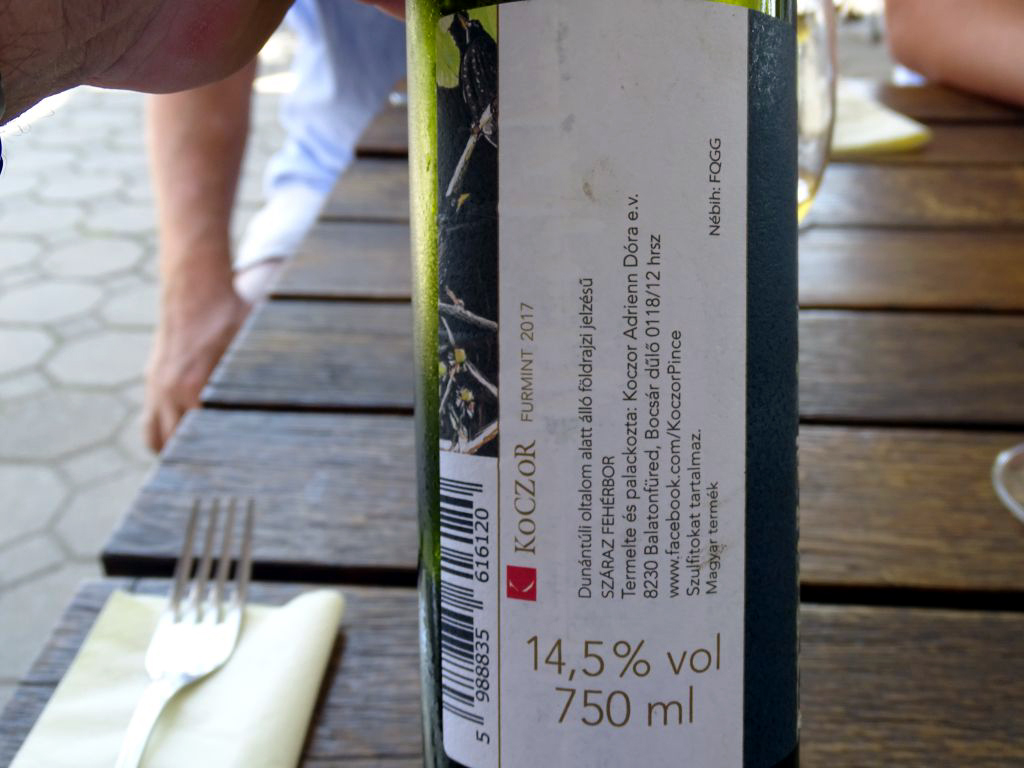 KoCZoR FURMINT 2017
Dunántúli oltalom alatt álló földrajzi jelzésű
SZÁRAZ FEHÉRBOR
Termelte és palackozta: Koczor Adrienn Dóra e.v.
8230 Balatonfüred, Bocsár dűlő 0118/12 hrsz
www.facebook.com/KoczorPince
Szulfitokat tartalmaz.
Magyar termék
Nébih: FQGG
14,5% vol
750 ml
5 988835 616120